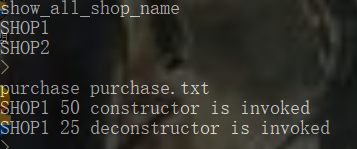 show_all_shop_name
SHOP1
SHOP2
>
purchase purchase.txt
SHOP1 50 constructor is invoked
SHOP1 25 deconstructor is invoked
>